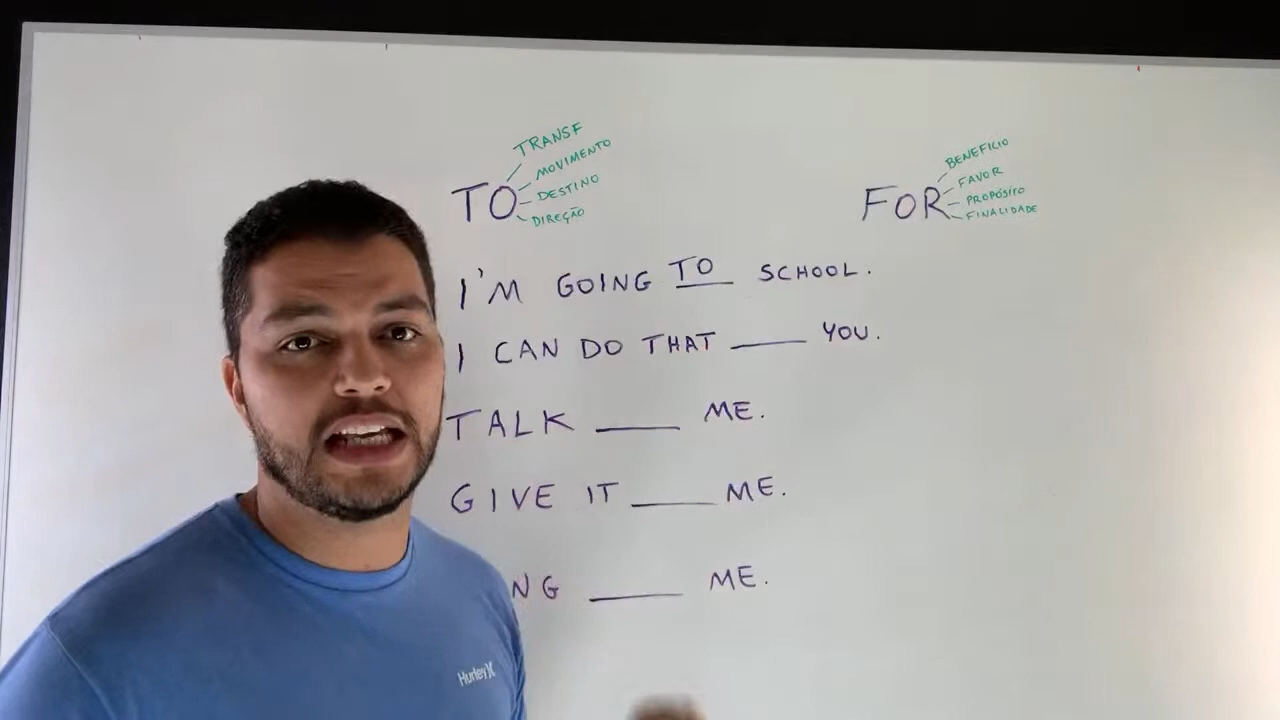 TO
TRANSF
MOVIMENTO
DESTINO
DIREÇÃO
FOR
BENEFICIO
FAVOR
PROPÓSITO
FINALIDADE
I'M GOING TO SCHOOL.
I CAN DO THAT ____ YOU.
TALK ____ ME.
GIVE IT ____ ME.
NG ____ ME.
Hurley